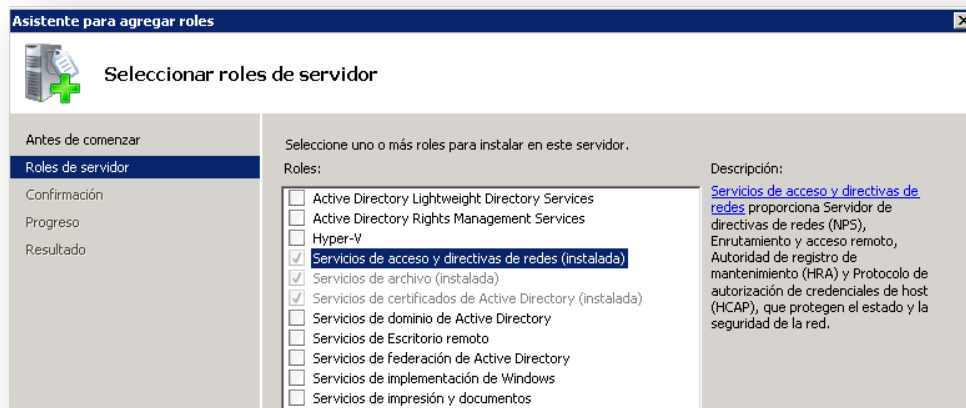 Asistente para agregar roles
Seleccionar roles de servidor
Antes de comenzar
Roles de servidor
Confirmación
Progreso
Resultado
Seleccione uno o más roles para instalar en este servidor.
Roles:
Active Directory Lightweight Directory Services
Active Directory Rights Management Services
Hyper-V
Servicios de acceso y directivas de redes (instalada)
Servicios de archivo (instalada)
Servicios de certificados de Active Directory (instalada)
Servicios de dominio de Active Directory
Servicios de Escritorio remoto
Servicios de federación de Active Directory
Servicios de implementación de Windows
Servicios de impresión y documentos
Descripción:
Servicios de acceso y directivas de
redes proporciona Servidor de
directivas de redes (NPS),
Enrutamiento y acceso remoto,
Autoridad de registro de
mantenimiento (HRA) y Protocolo de
autorización de credenciales de host
(HCAP), que protegen el estado y la
seguridad de la red.